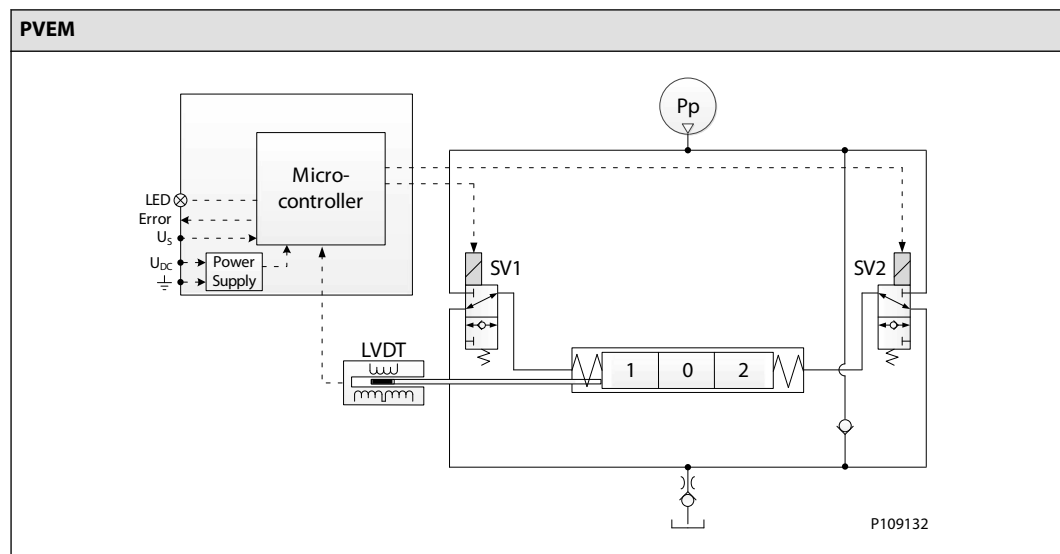 PVEM
Pp
Micro-
controller
LED
Error
US
UDC
Power
Supply
SV1
SV2
LVDT
1 0 2
P109132